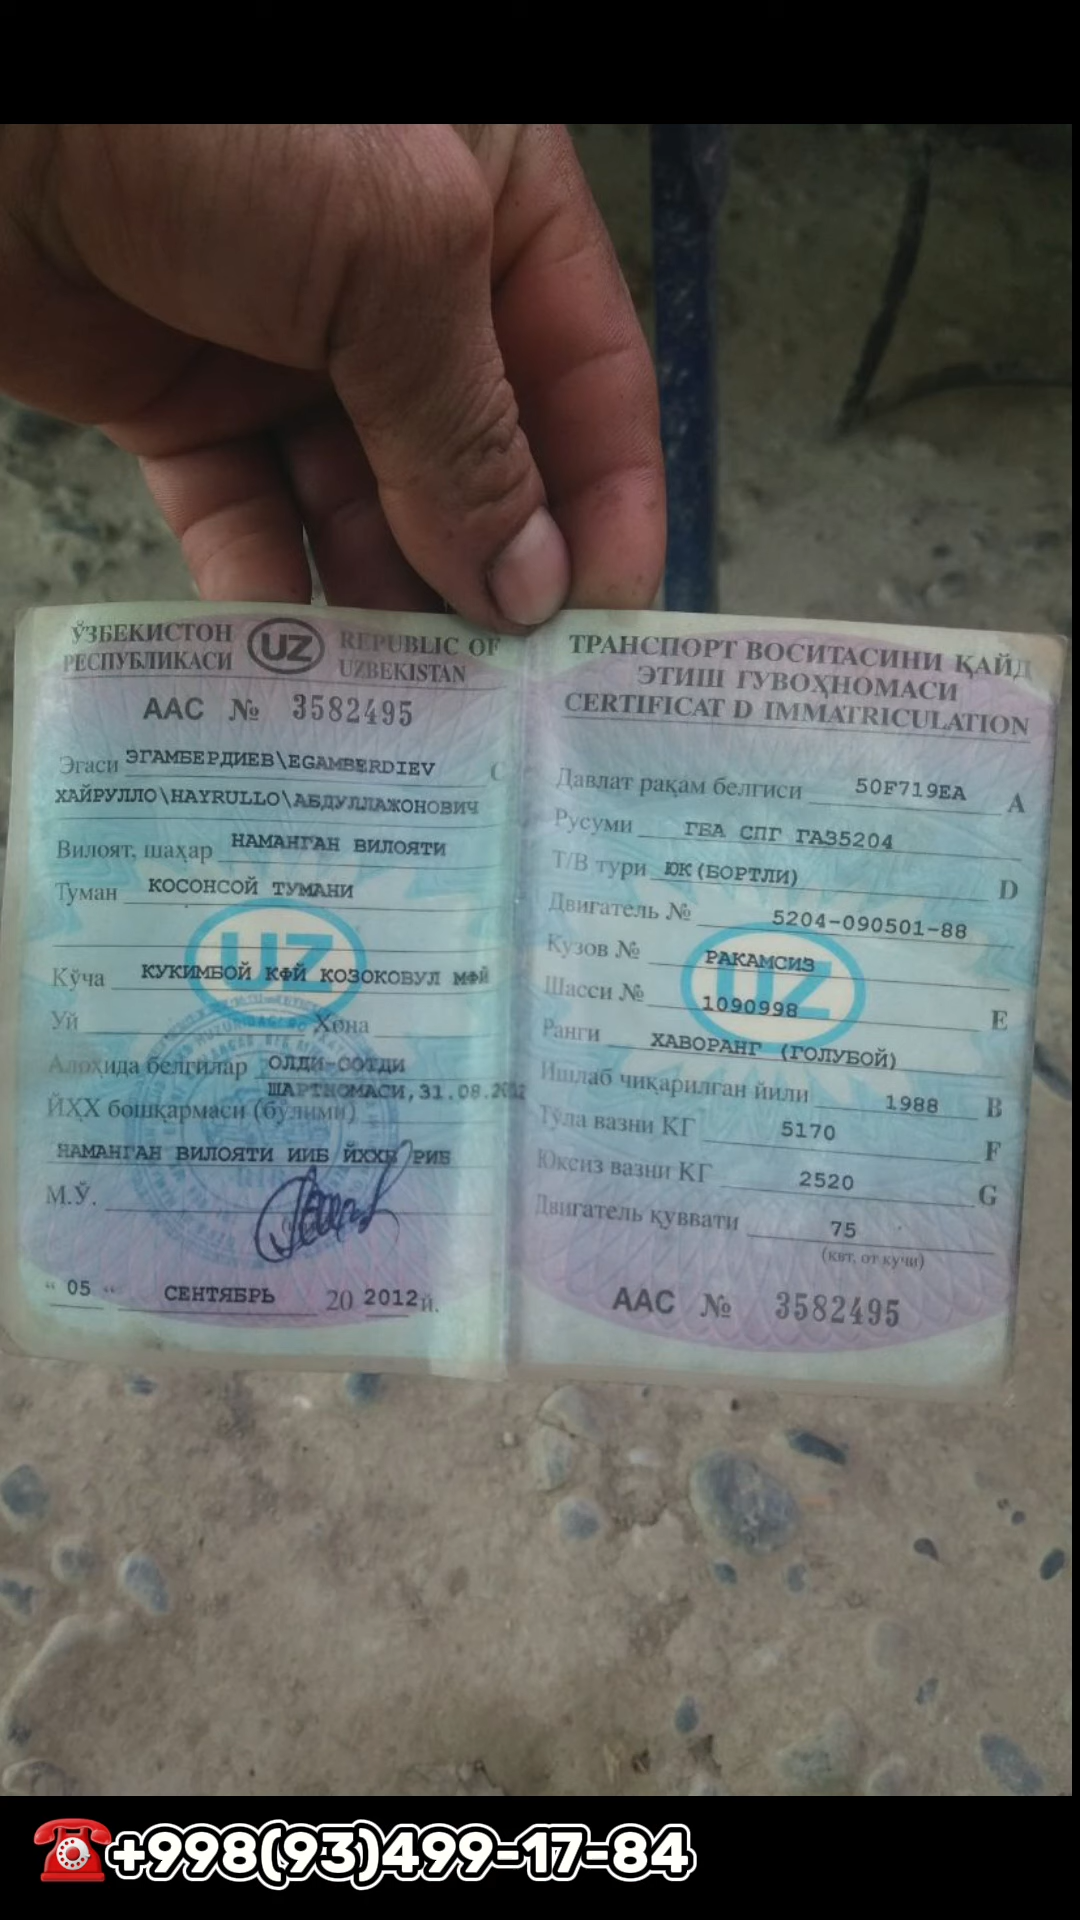 ЎЗБЕКИСТОН РЕСПУБЛИКАСИ
UZ
REPUBLIC OF UZBEKISTAN
ААС № 3582495
Эгаси ЭГАМБЕРДИЕВ\EGAMBERDIEV C
ХАЙРУЛЛО\HAYRULLO\АБДУЛЛАЖОНОВИЧ
Вилоят, шаҳар НАМАНГАН ВИЛОЯТИ
Туман КОСОНСОЙ ТУМАНИ
UZ
Кўча КУКИМБОЙ КФЙ КОЗОКОВУЛ МФЙ
Уй Хона
Алоҳида белгилар ОЛДИ-СОТДИ
ШАРТНОМАСИ, 31.08.2012
ЙҲХ бошқармаси (бўлими)
НАМАНГАН ВИЛОЯТИ ИИБ ЙХХБ РИБ
М.Ў.
"05" СЕНТЯБРЬ 20 2012 й.
ТРАНСПОРТ ВОСИТАСИНИ ҚАЙД
ЭТИШ ГУВОҲНОМАСИ
CERTIFICAT D IMMATRICULATION
Давлат рақам белгиси 50F719EA A
Русуми ГБА СПГ ГАЗ5204
Т/В тури ЮК(БОРТЛИ) D
Двигатель № 5204-090501-88
Кузов № РАКАМСИЗ
UZ
Шасси № 1090998 E
Ранги ХАВОРАНГ (ГОЛУБОЙ)
Ишлаб чиқарилган йили 1988 B
Тўла вазни КГ 5170 F
Юксиз вазни КГ 2520 G
Двигатель қуввати 75
(квт, от кучи)
ААС № 3582495
+998(93)499-17-84